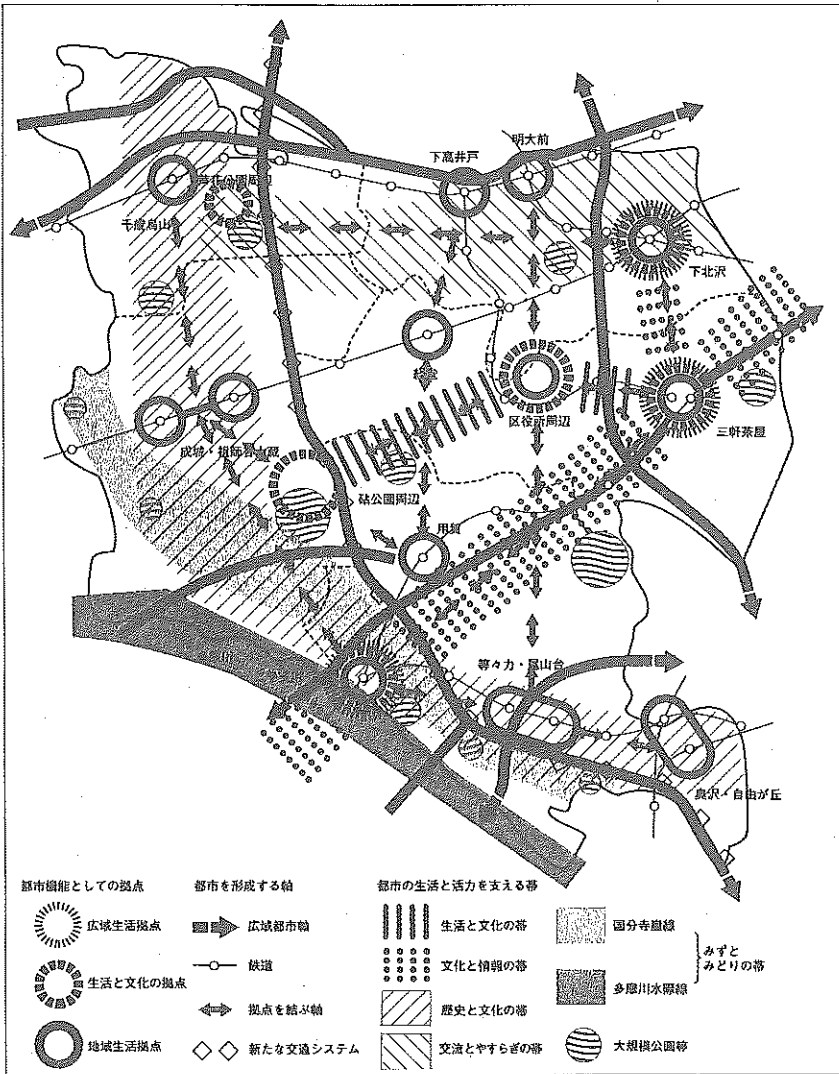 明大前
下高井戸
芦花公園周辺
千歳烏山
下北沢
経堂
区役所周辺
三軒茶屋
成城・祖師谷大蔵
砧公園周辺
用賀
等々力・尾山台
奥沢・自由が丘
都市機能としての拠点
広域生活拠点
生活と文化の拠点
地域生活拠点
都市を形成する軸
広域都市軸
鉄道
拠点を結ぶ軸
新たな交通システム
都市の生活と活力を支える帯
生活と文化の帯
文化と情報の帯
歴史と文化の帯
交流とやすらぎの帯
国分寺崖線
多摩川水際線
みずと
みどりの帯
大規模公園等